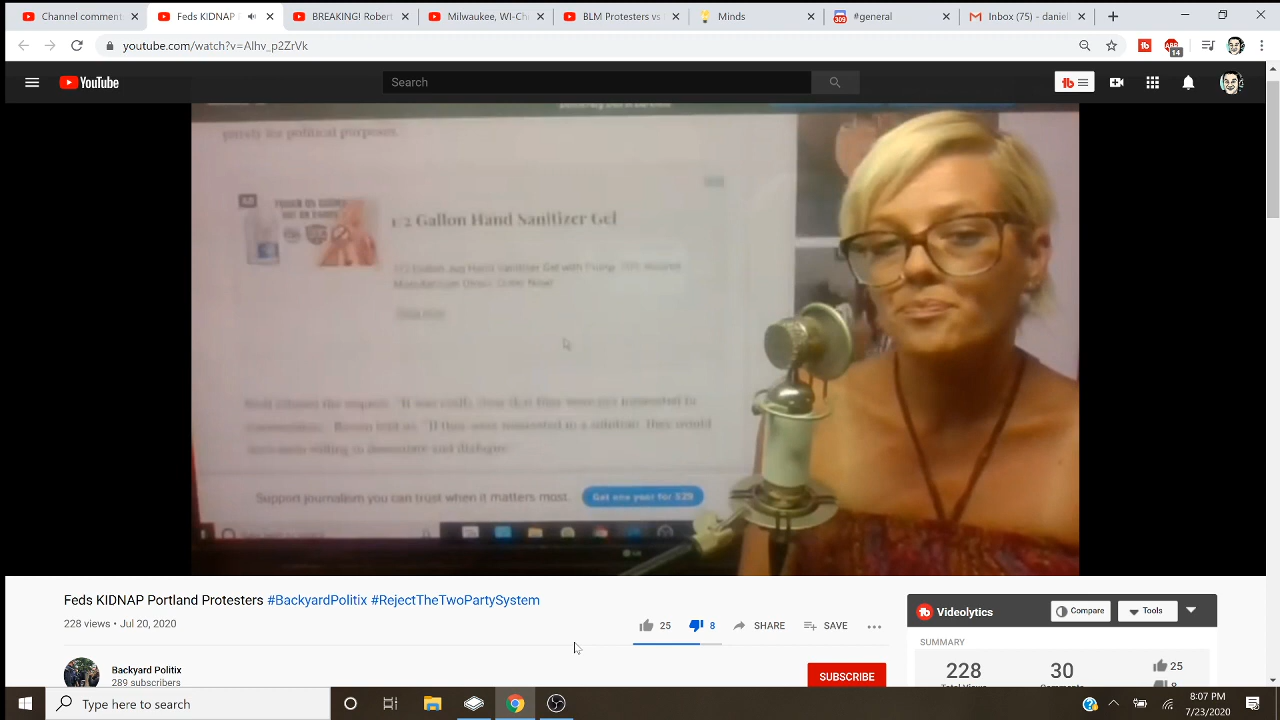 Channel comment
Feds KIDNAP P
BREAKING! Robert
Milwaukee, WI-Ch
BLM Protesters vs
Minds
#general
Inbox (75) - daniell
youtube.com/watch?v=AIhv_p2ZrVk
14
YouTube
Search
purely for political purposes.
1/2 Gallon Hand Sanitizer Gel
Support journalism you can trust when it matters most.
Get one year for $29
Feds KIDNAP Portland Protesters #BackyardPolitix #RejectTheTwoPartySystem
228 views • Jul 20, 2020
25
8
SHARE
SAVE
Backyard Politix
289 subscribers
SUBSCRIBE
Videolytics
Compare
Tools
SUMMARY
228
30
25
Type here to search
8:07 PM
7/23/2020